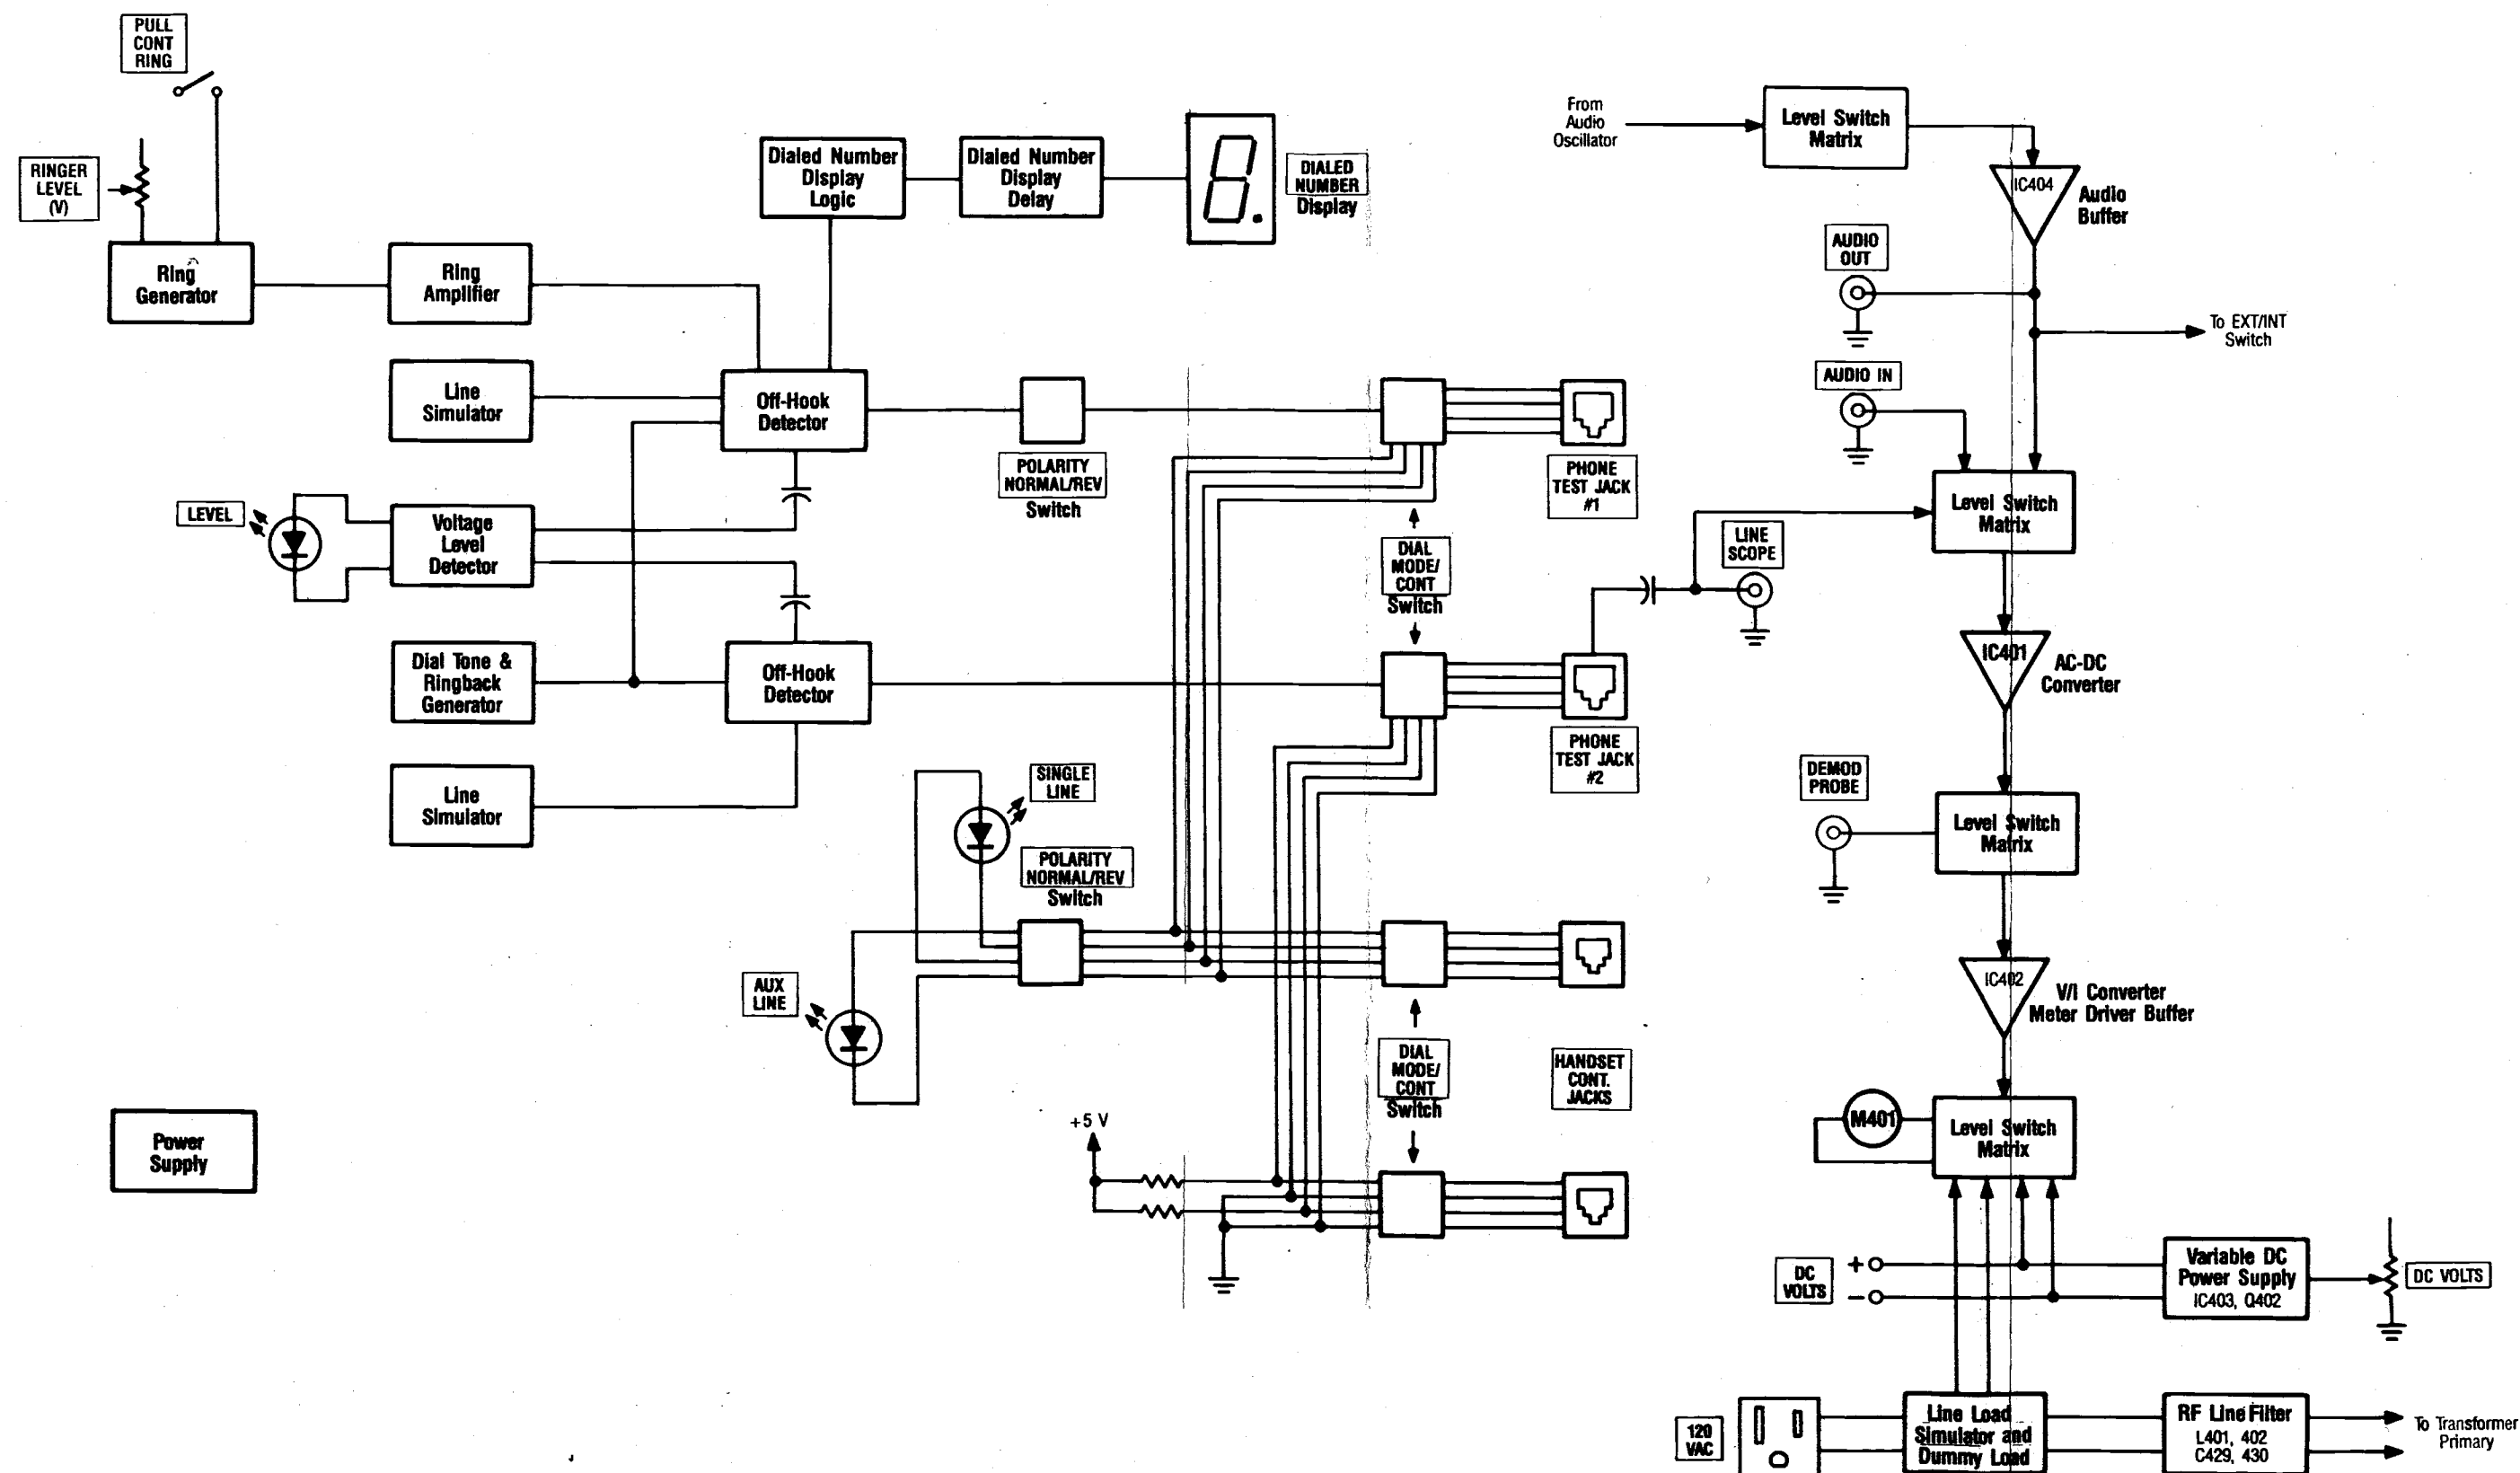 PULL
CONT
RING
RINGER
LEVEL
(V)
Ring
Generator
Ring
Amplifier
Line
Simulator
Dialed Number
Display
Logic
Dialed Number
Display
Delay
8.
DIALED
NUMBER
Display
Off-Hook
Detector
POLARITY
NORMAL/REV
Switch
PHONE
TEST JACK
#1
LEVEL
Voltage
Level
Detector
DIAL
MODE/
CONT
Switch
Dial Tone &
Ringback
Generator
Off-Hook
Detector
PHONE
TEST JACK
#2
Line
Simulator
SINGLE
LINE
POLARITY
NORMAL/REV
Switch
AUX
LINE
DIAL
MODE/
CONT
Switch
HANDSET
CONT.
JACKS
+5 V
Power
Supply
From
Audio
Oscillator
Level Switch
Matrix
IC404
Audio
Buffer
AUDIO
OUT
To EXT/INT
Switch
AUDIO IN
Level Switch
Matrix
LINE
SCOPE
IC401
AC-DC
Converter
DEMOD
PROBE
Level Switch
Matrix
IC402
V/I Converter
Meter Driver Buffer
M401
Level Switch
Matrix
DC
VOLTS
+
−
Variable DC
Power Supply
IC403, Q402
DC VOLTS
120
VAC
Line Load
Simulator and
Dummy Load
RF Line Filter
L401, 402
C429, 430
To Transformer
Primary